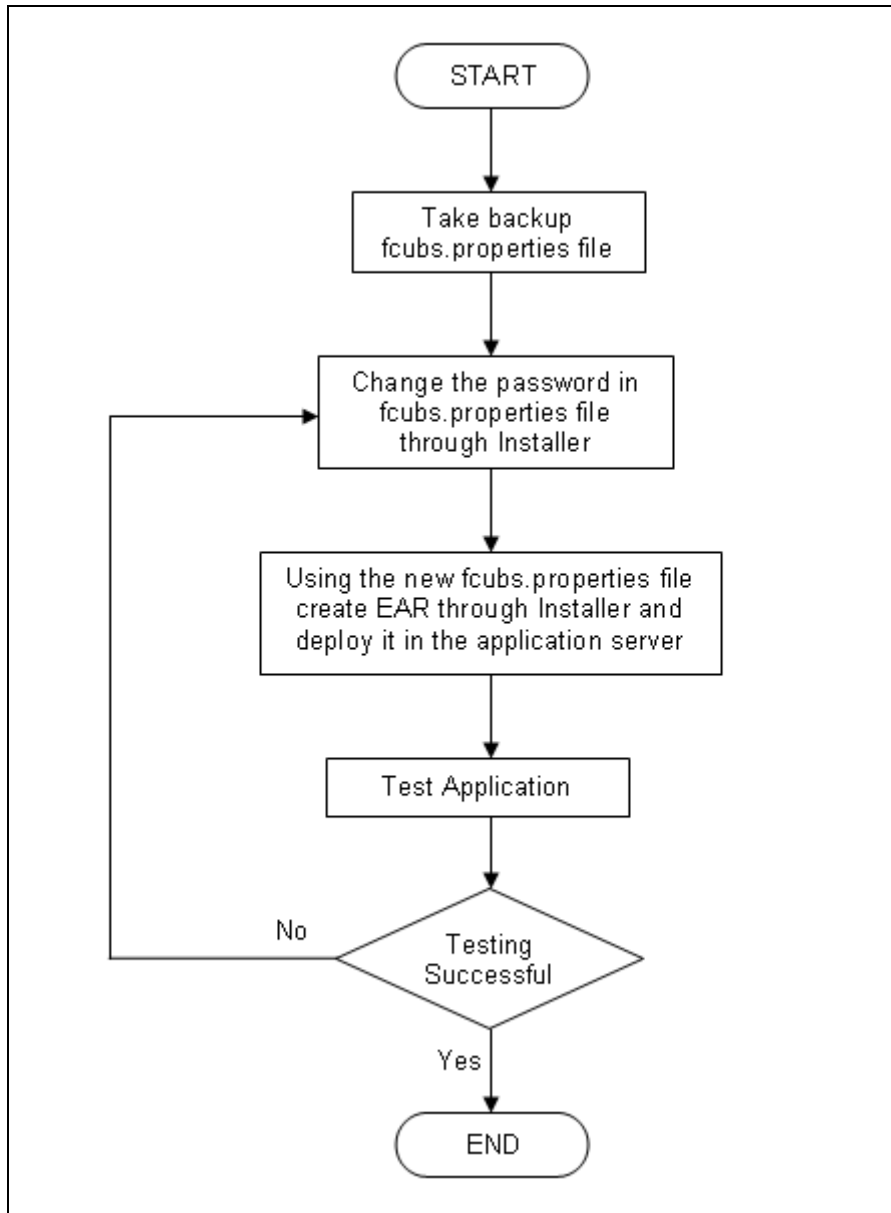 START
Take backup
fcubs.properties file
Change the password in
fcubs.properties file
through Installer
Using the new fcubs.properties file
create EAR through Installer and
deploy it in the application server
Test Application
No
Testing
Successful
Yes
END